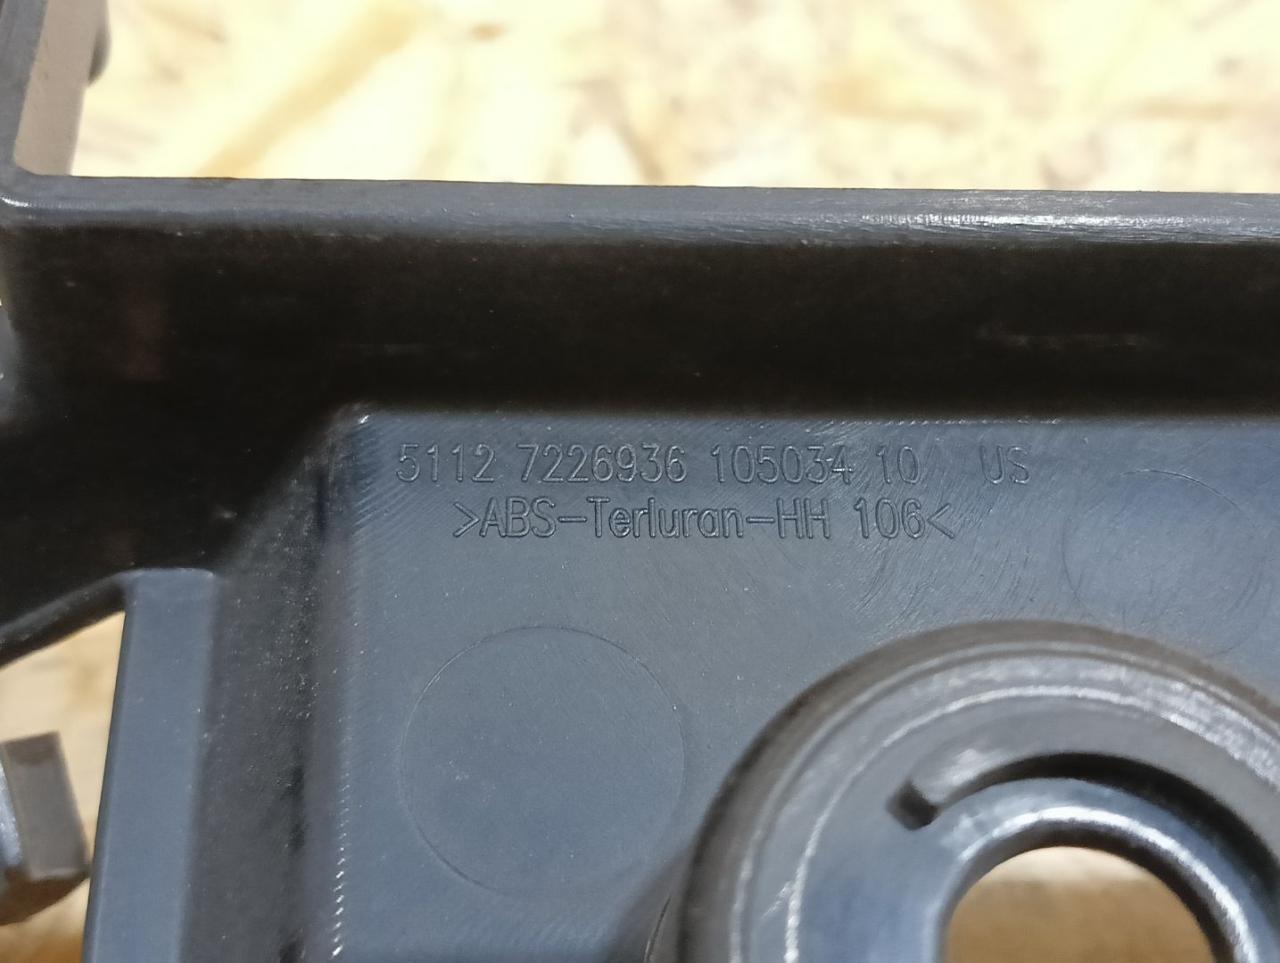 5112 7226936 105034 10 US
>ABS-Terluran-HH 106<